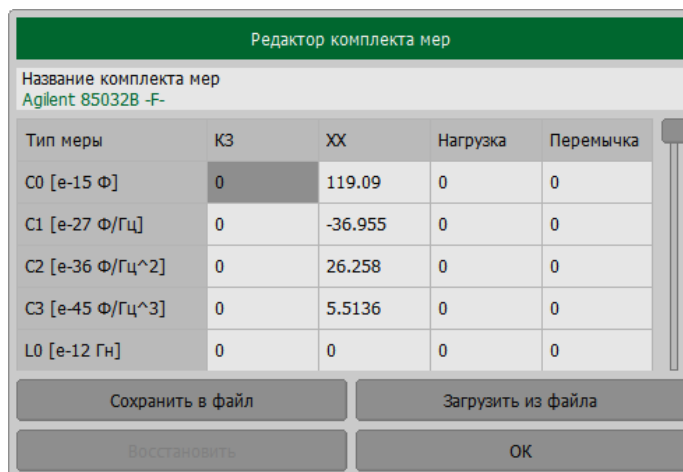 Редактор комплекта мер
Название комплекта мер
Agilent 85032B -F-
Тип меры КЗ ХХ Нагрузка Перемычка
C0 [e-15 Ф] 0 119.09 0 0
C1 [e-27 Ф/Гц] 0 -36.955 0 0
C2 [e-36 Ф/Гц^2] 0 26.258 0 0
C3 [e-45 Ф/Гц^3] 0 5.5136 0 0
L0 [e-12 Гн] 0 0 0 0
Сохранить в файл Загрузить из файла
Восстановить ОК